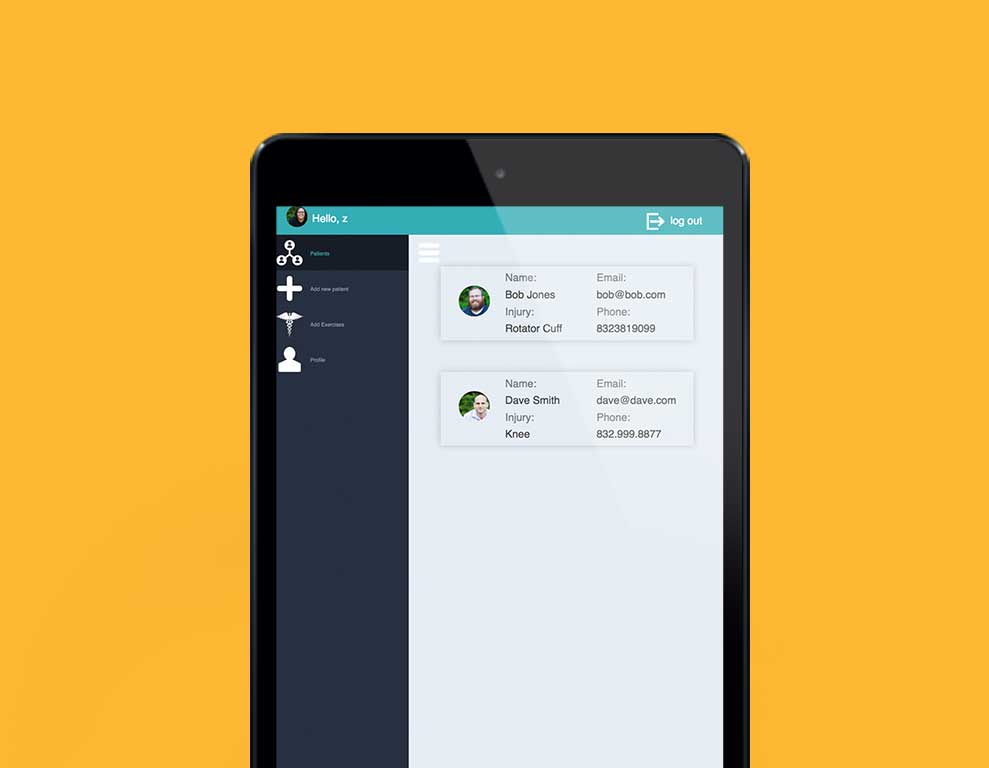 Hello, z
log out
Patients
Add new patient
Add Exercises
Profile
Name:
Email:
Bob Jones
bob@bob.com
Injury:
Phone:
Rotator Cuff
8323819099
Name:
Email:
Dave Smith
dave@dave.com
Injury:
Phone:
Knee
832.999.8877